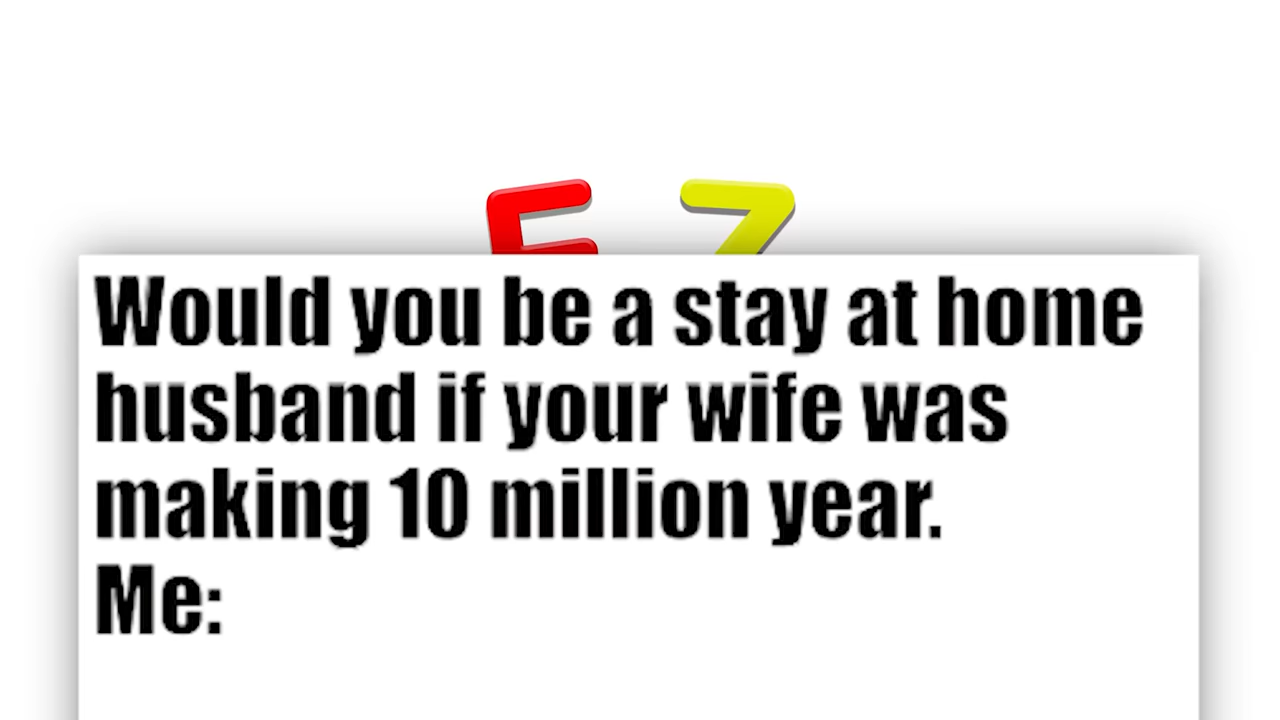 E Z
Would you be a stay at home
husband if your wife was
making 10 million year.
Me: